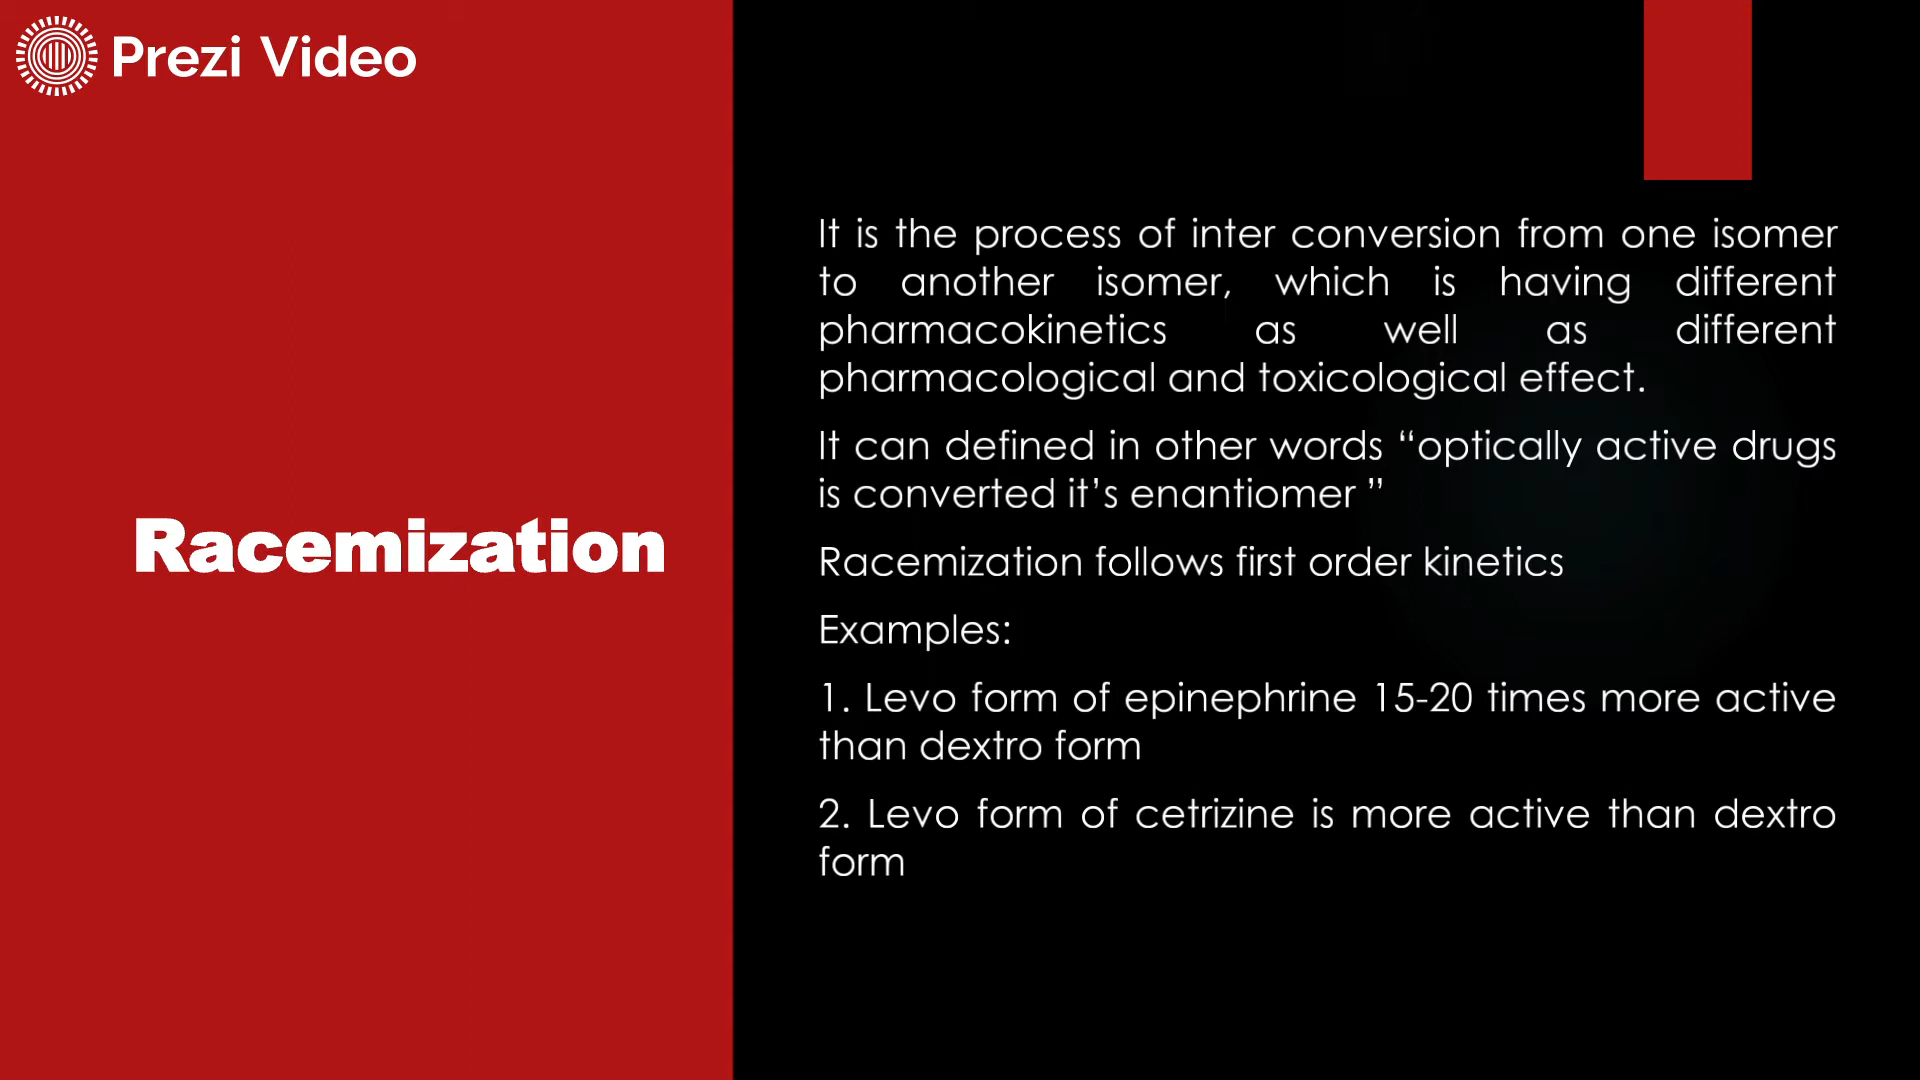 Prezi Video
Racemization
It is the process of inter conversion from one isomer
to another isomer, which is having different
pharmacokinetics as well as different
pharmacological and toxicological effect.
It can defined in other words “optically active drugs
is converted it’s enantiomer ”
Racemization follows first order kinetics
Examples:
1. Levo form of epinephrine 15-20 times more active
than dextro form
2. Levo form of cetrizine is more active than dextro
form